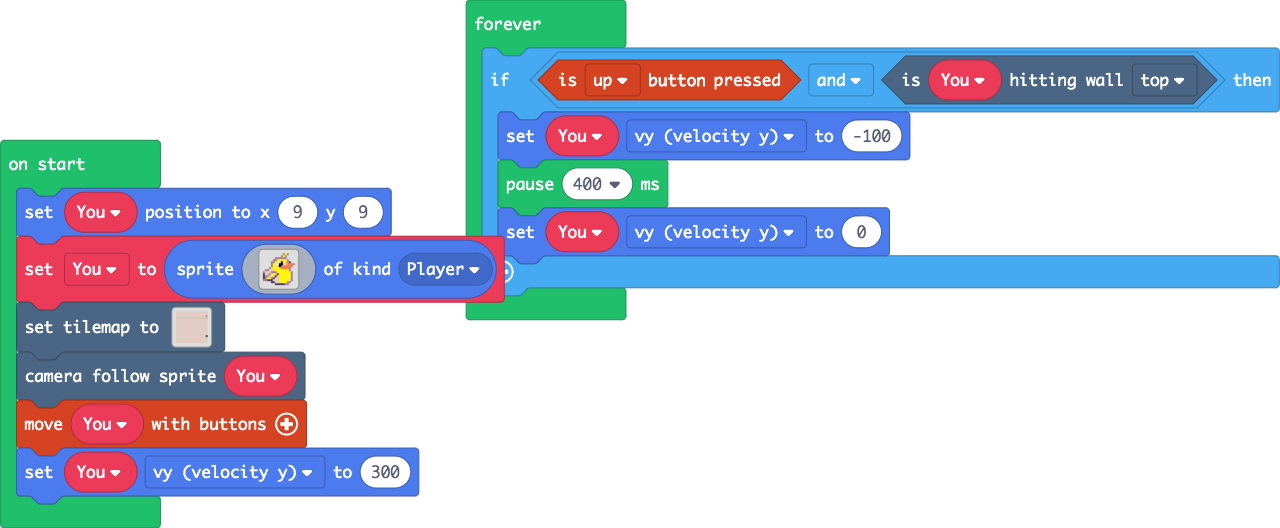 forever
if is up button pressed and is You hitting wall top then
set You vy (velocity y) to -100
pause 400 ms
set You vy (velocity y) to 0
on start
set You position to x 9 y 9
set You to sprite of kind Player
set tilemap to
camera follow sprite You
move You with buttons
set You vy (velocity y) to 300